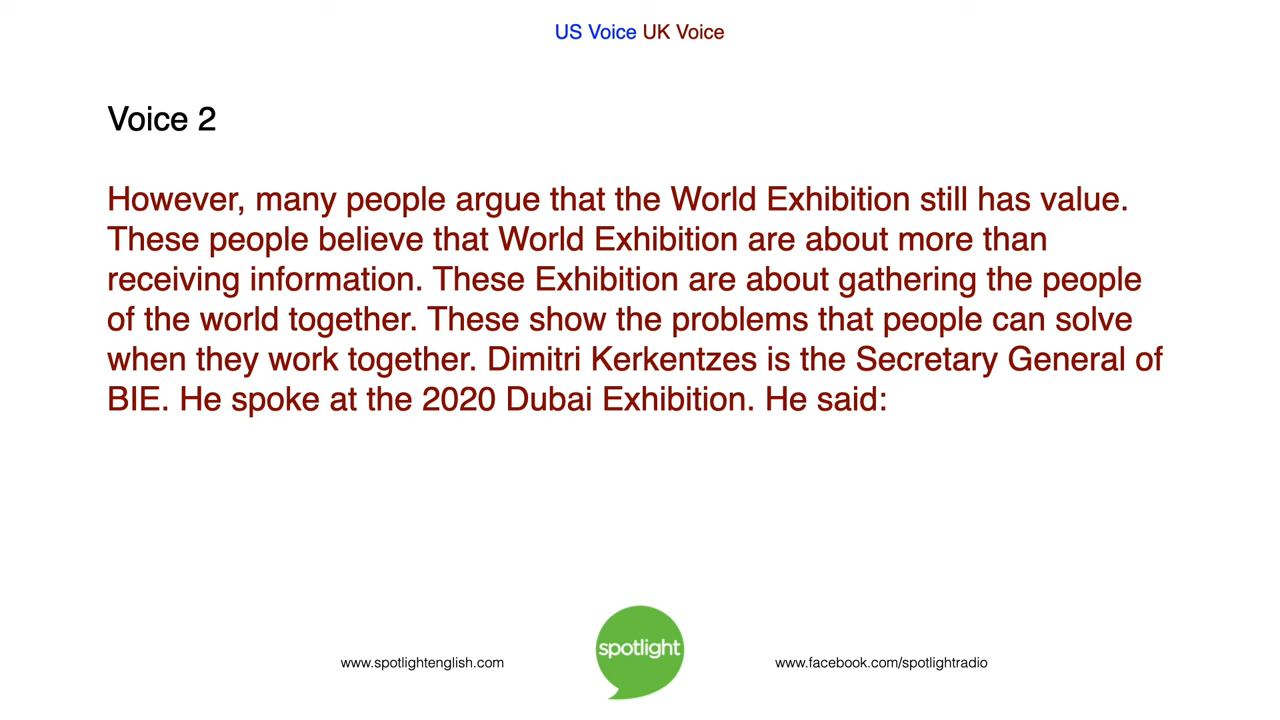 US Voice UK Voice
Voice 2
However, many people argue that the World Exhibition still has value.
These people believe that World Exhibition are about more than
receiving information. These Exhibition are about gathering the people
of the world together. These show the problems that people can solve
when they work together. Dimitri Kerkentzes is the Secretary General of
BIE. He spoke at the 2020 Dubai Exhibition. He said:
www.spotlightenglish.com
spotlight
www.facebook.com/spotlightradio